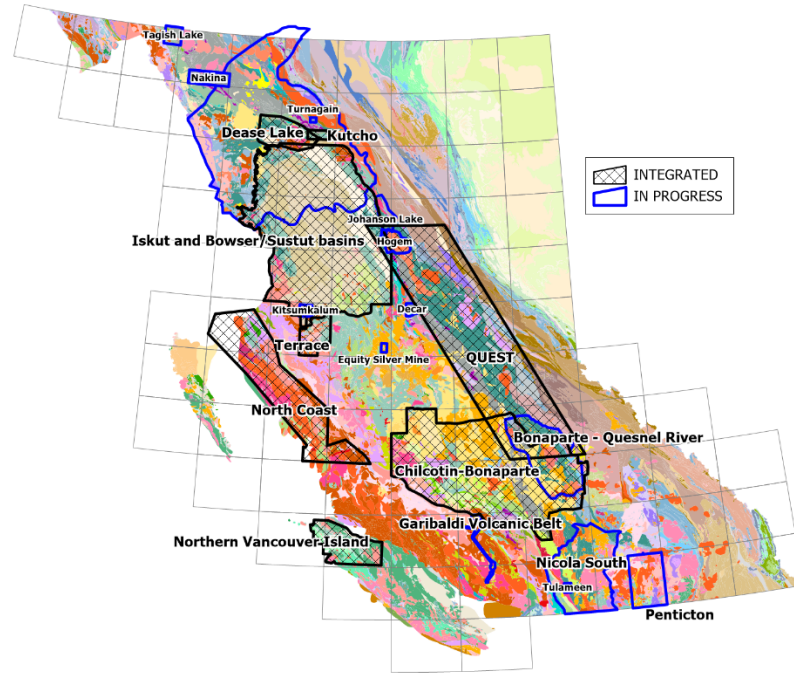 Tagish Lake
Nakina
Turnagain
Dease Lake
Kutcho
INTEGRATED
IN PROGRESS
Johanson Lake
Iskut and Bowser/Sustut basins
Hogem
Kitsumkalum
Decar
Terrace
Equity Silver Mine
QUEST
North Coast
Bonaparte - Quesnel River
Chilcotin-Bonaparte
Garibaldi Volcanic Belt
Northern Vancouver Island
Nicola South
Tulameen
Penticton